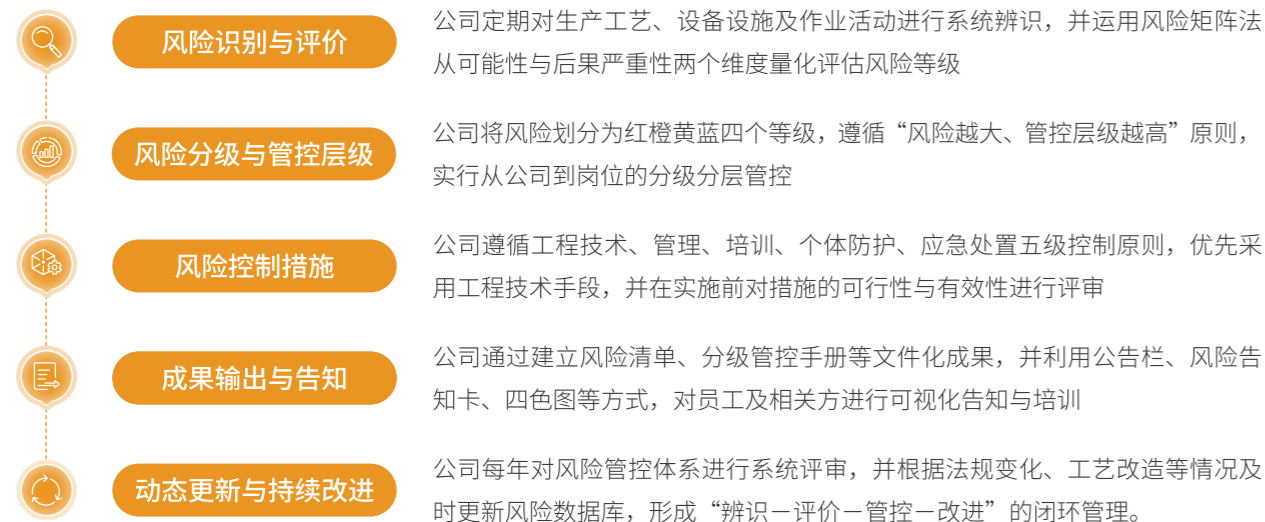 风险识别与评价
公司定期对生产工艺、设备设施及作业活动进行系统辨识，并运用风险矩阵法
从可能性与后果严重性两个维度量化评估风险等级
风险分级与管控层级
公司将风险划分为红橙黄蓝四个等级，遵循“风险越大、管控层级越高”原则，
实行从公司到岗位的分级分层管控
风险控制措施
公司遵循工程技术、管理、培训、个体防护、应急处置五级控制原则，优先采
用工程技术手段，并在实施前对措施的可行性与有效性进行评审
成果输出与告知
公司通过建立风险清单、分级管控手册等文件化成果，并利用公告栏、风险告
知卡、四色图等方式，对员工及相关方进行可视化告知与培训
动态更新与持续改进
公司每年对风险管控体系进行系统评审，并根据法规变化、工艺改造等情况及
时更新风险数据库，形成“辨识－评价－管控－改进”的闭环管理。